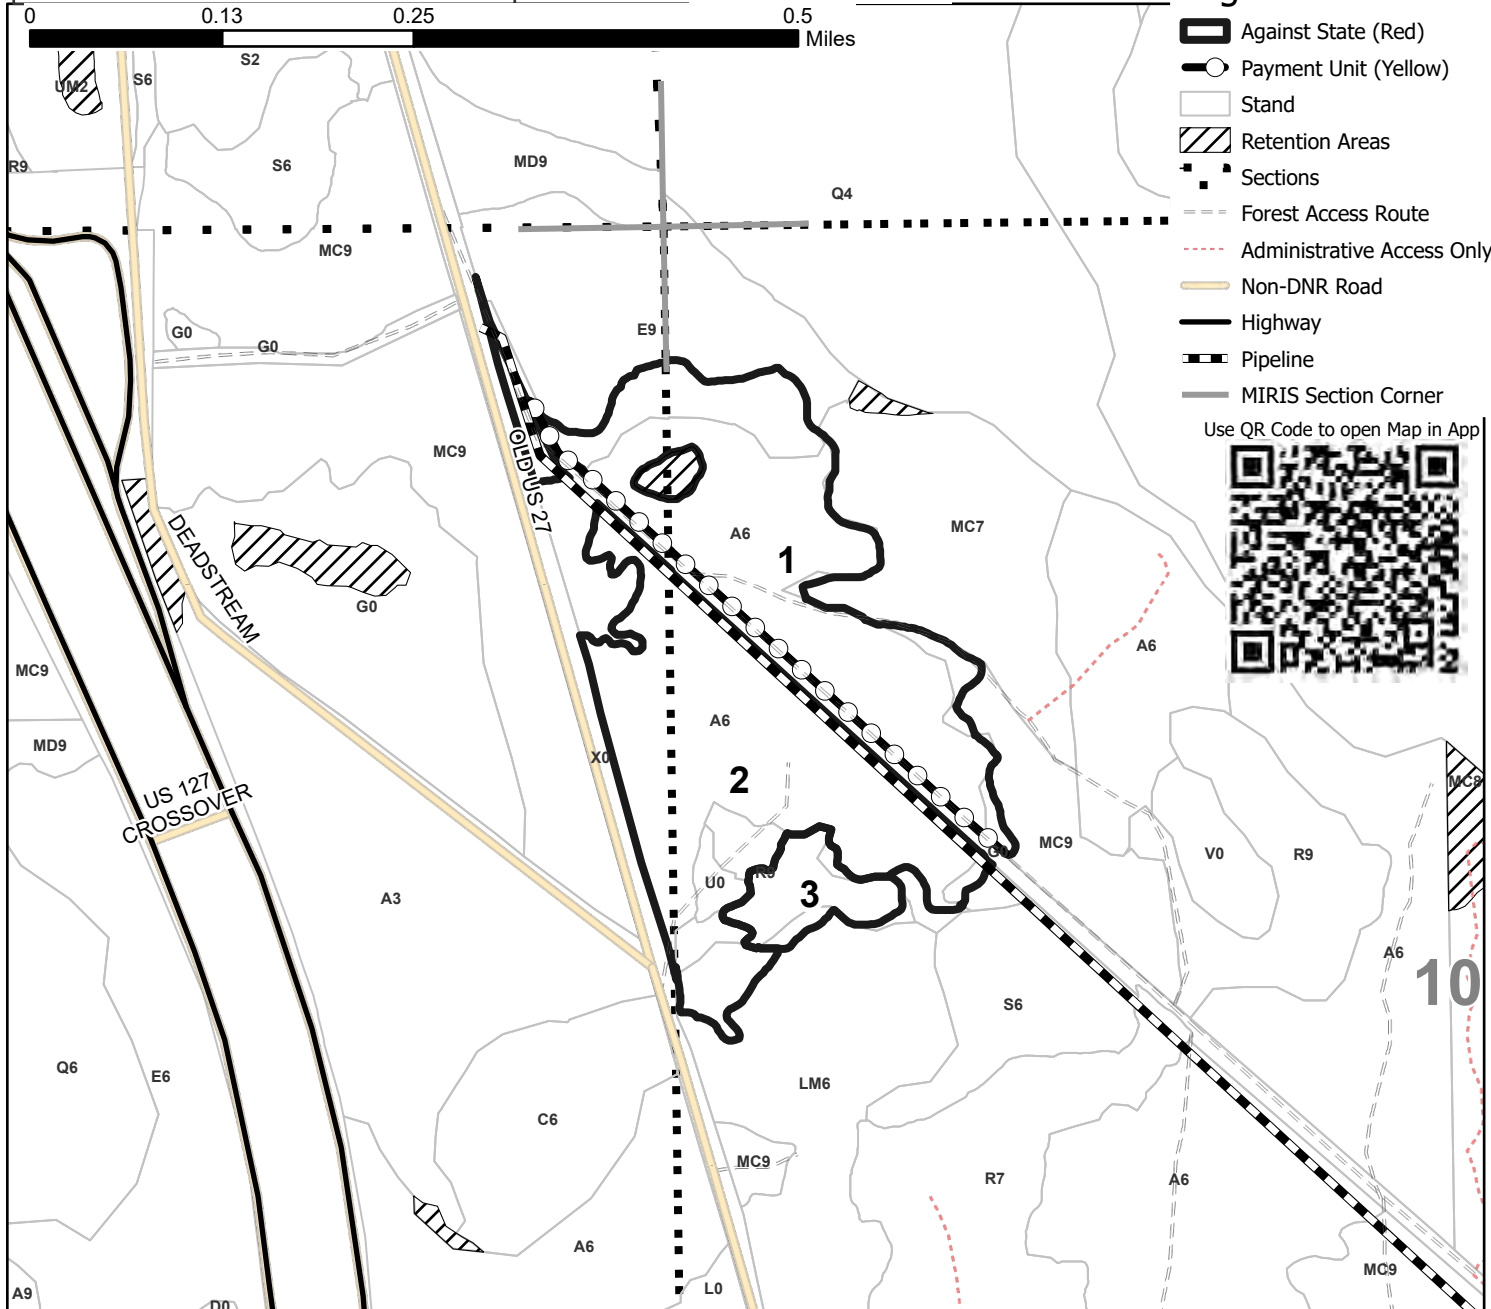 0 0.13 0.25 0.5
Miles
Against State (Red)
Payment Unit (Yellow)
Stand
Retention Areas
Sections
Forest Access Route
Administrative Access Only
Non-DNR Road
Highway
Pipeline
MIRIS Section Corner
Use QR Code to open Map in App
S2
UM2
S6
R9
S6
MD9
Q4
MC9
G0
G0
E9
MC9
OLD US 27
A6
1
MC7
DEADSTREAM
G0
A6
MC9
A6
MD9
X0
2
US 127
CROSSOVER
MC8
G0
MC9
V0
R9
U0
R9
3
A3
A6
10
S6
Q6
E6
LM6
C6
MC9
R7
A6
A6
MC9
A9
L0
D0